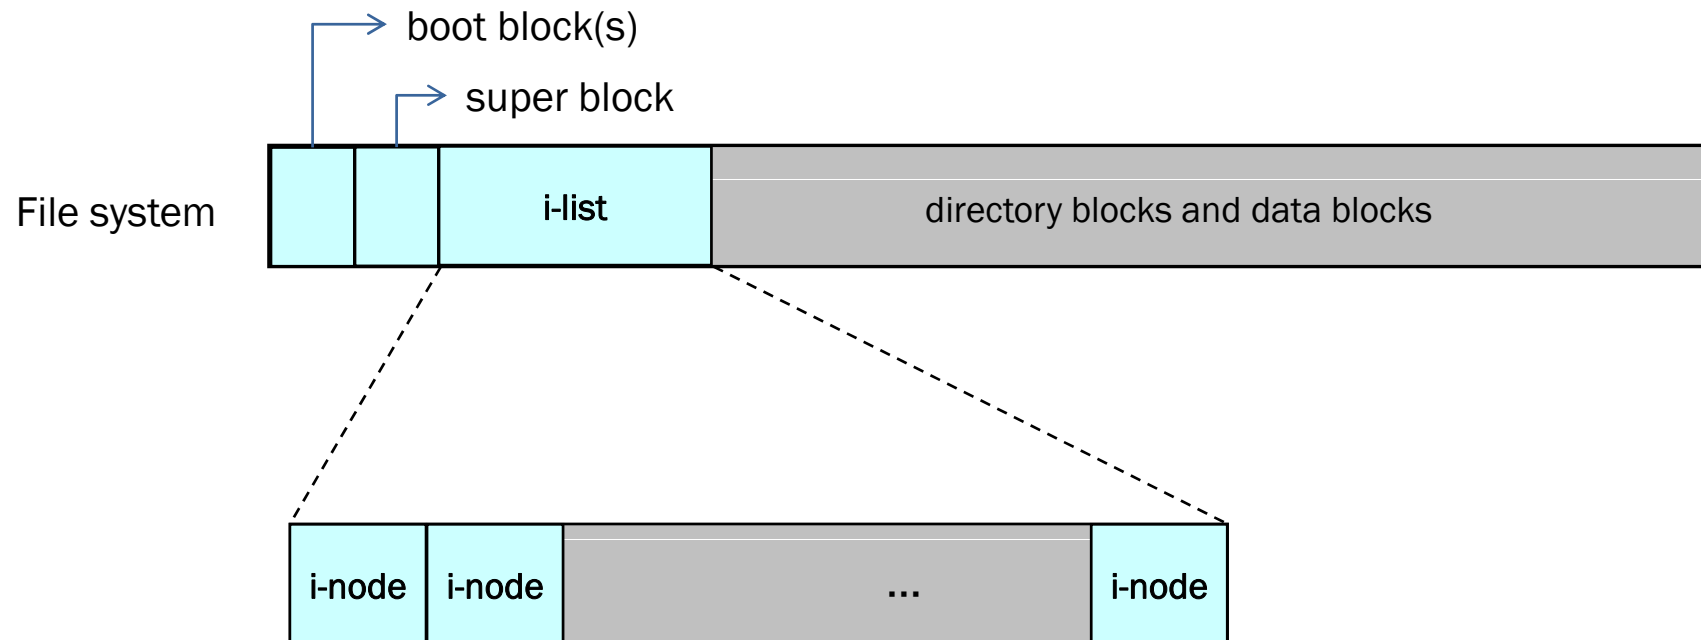 boot block(s)
super block
File system
i-list
directory blocks and data blocks
i-node
i-node
...
i-node